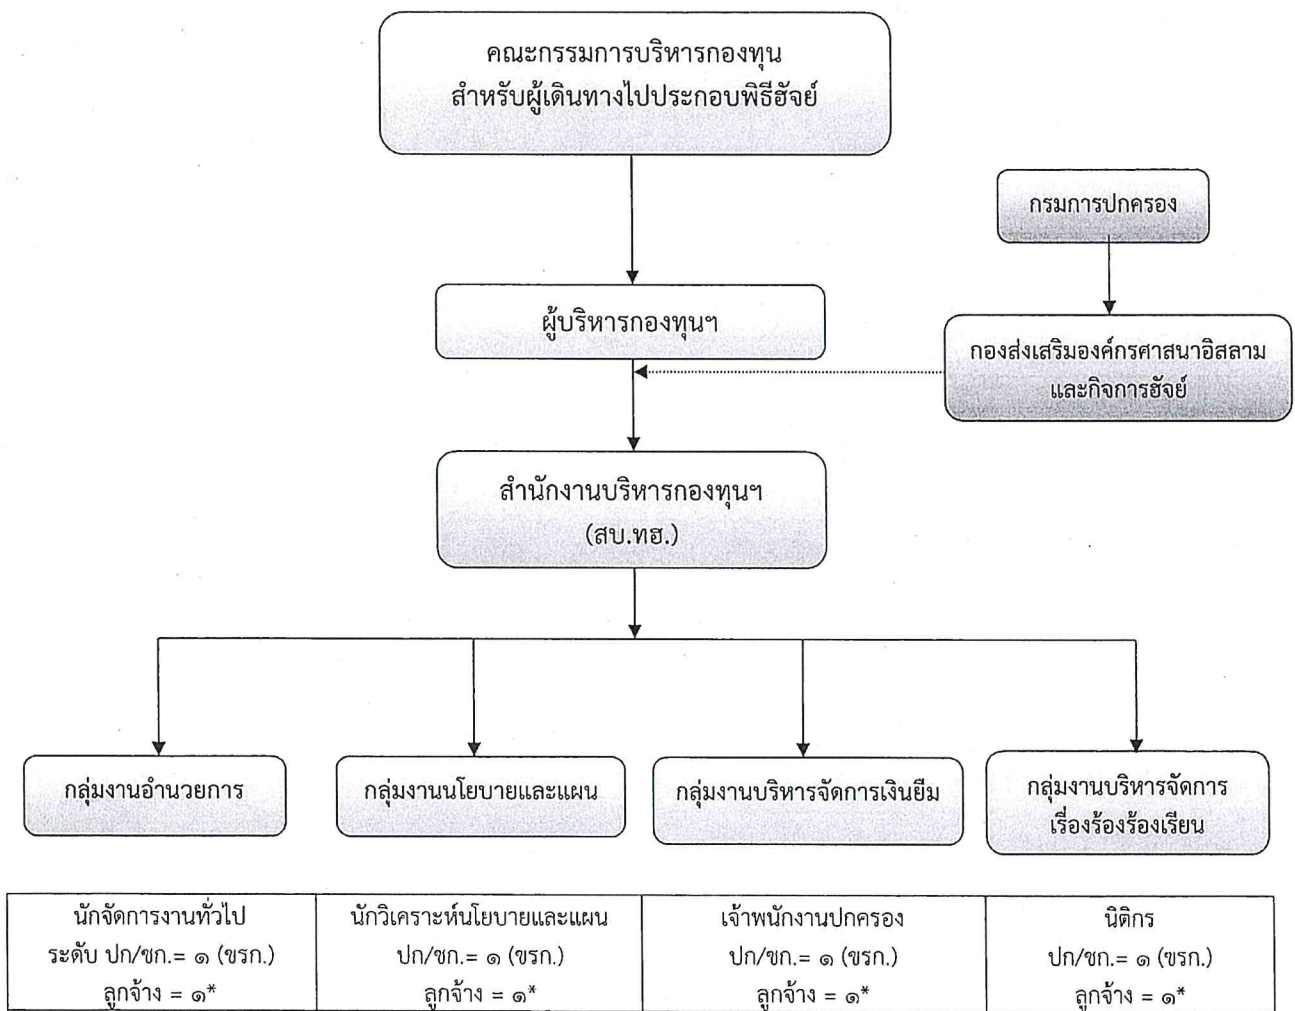 คณะกรรมการบริหารกองทุน
สำหรับผู้เดินทางไปประกอบพิธีฮัจย์
กรมการปกครอง
ผู้บริหารกองทุนฯ
กองส่งเสริมองค์กรศาสนาอิสลาม
และกิจการฮัจย์
สำนักงานบริหารกองทุนฯ
(สบ.ทฮ.)
กลุ่มงานอำนวยการ
กลุ่มงานนโยบายและแผน
กลุ่มงานบริหารจัดการเงินยืม
กลุ่มงานบริหารจัดการ
เรื่องร้องร้องเรียน
นักจัดการงานทั่วไป
ระดับ ปก/ชก.= ๑ (ขรก.)
ลูกจ้าง = ๑*
นักวิเคราะห์นโยบายและแผน
ปก/ชก.= ๑ (ขรก.)
ลูกจ้าง = ๑*
เจ้าพนักงานปกครอง
ปก/ชก.= ๑ (ขรก.)
ลูกจ้าง = ๑*
นิติกร
ปก/ชก.= ๑ (ขรก.)
ลูกจ้าง = ๑*